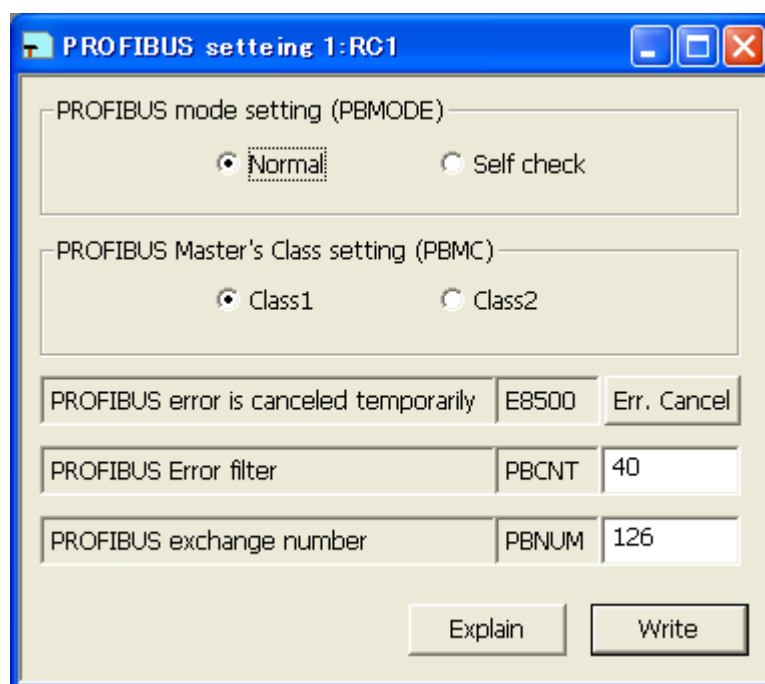 PROFIBUS setteing 1:RC1
PROFIBUS mode setting (PBMODE)
Normal Self check
PROFIBUS Master's Class setting (PBMC)
Class1 Class2
PROFIBUS error is canceled temporarily E8500 Err. Cancel
PROFIBUS Error filter PBCNT 40
PROFIBUS exchange number PBNUM 126
Explain Write